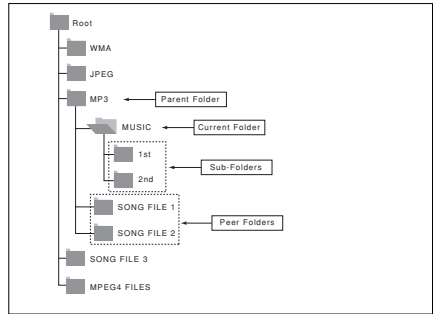 Root
WMA
JPEG
MP3
Parent Folder
MUSIC
Current Folder
1st
Sub-Folders
2nd
SONG FILE 1
Peer Folders
SONG FILE 2
SONG FILE 3
MPEG4 FILES